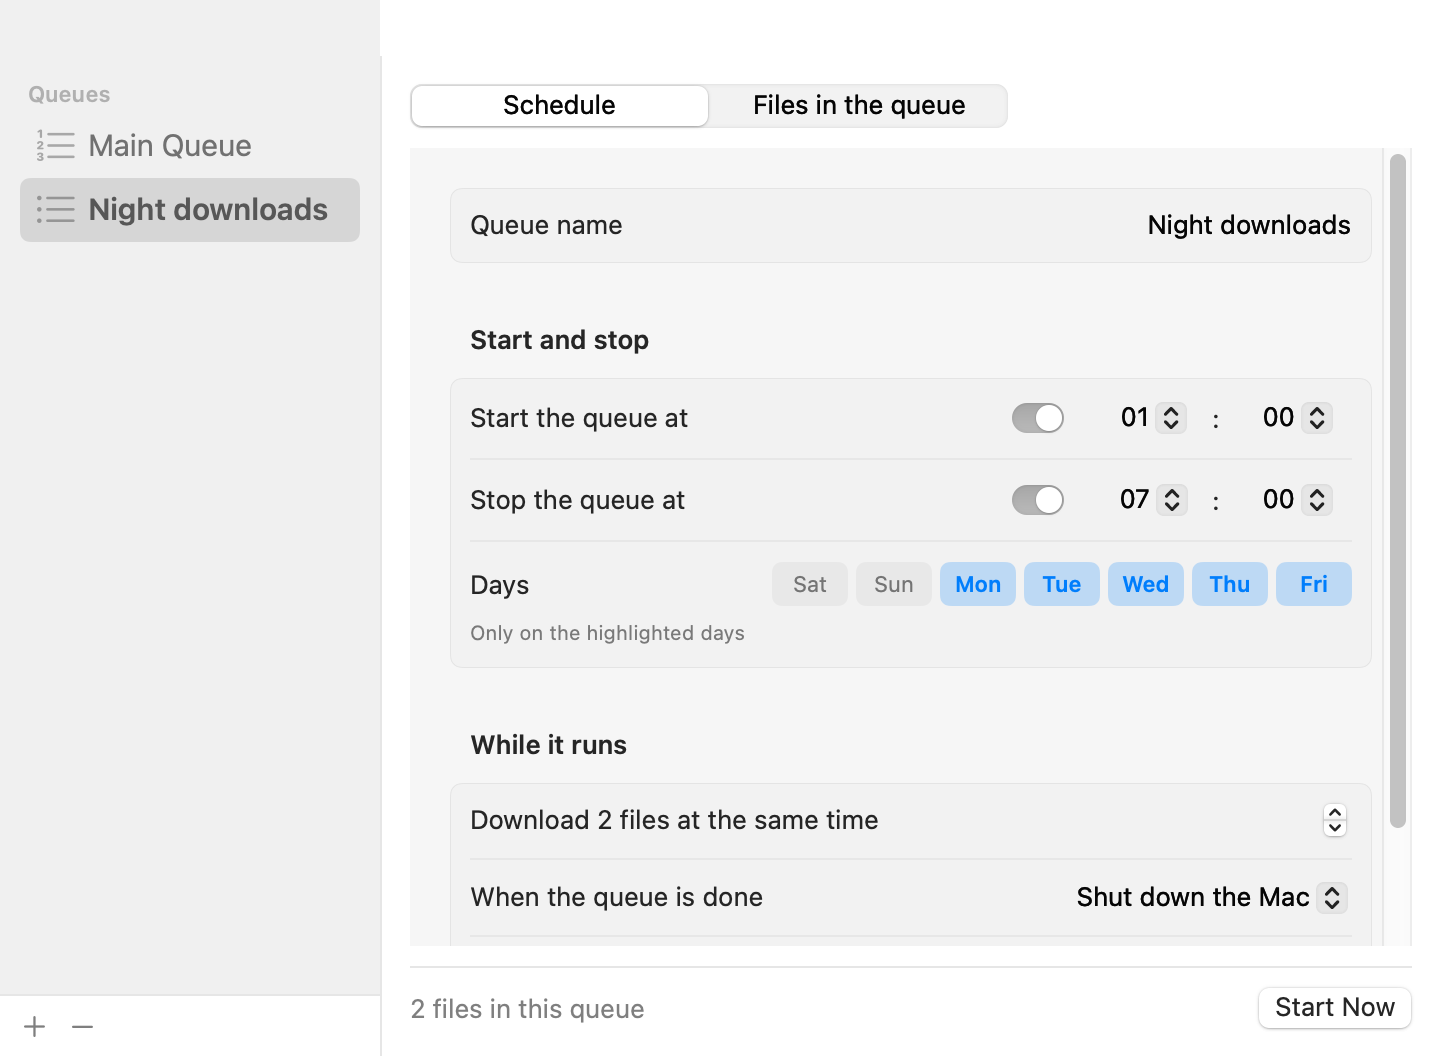 Queues
Main Queue
Night downloads
Schedule
Files in the queue
Queue name
Night downloads
Start and stop
Start the queue at
01 : 00
Stop the queue at
07 : 00
Days
Sat Sun Mon Tue Wed Thu Fri
Only on the highlighted days
While it runs
Download 2 files at the same time
When the queue is done
Shut down the Mac
2 files in this queue
Start Now